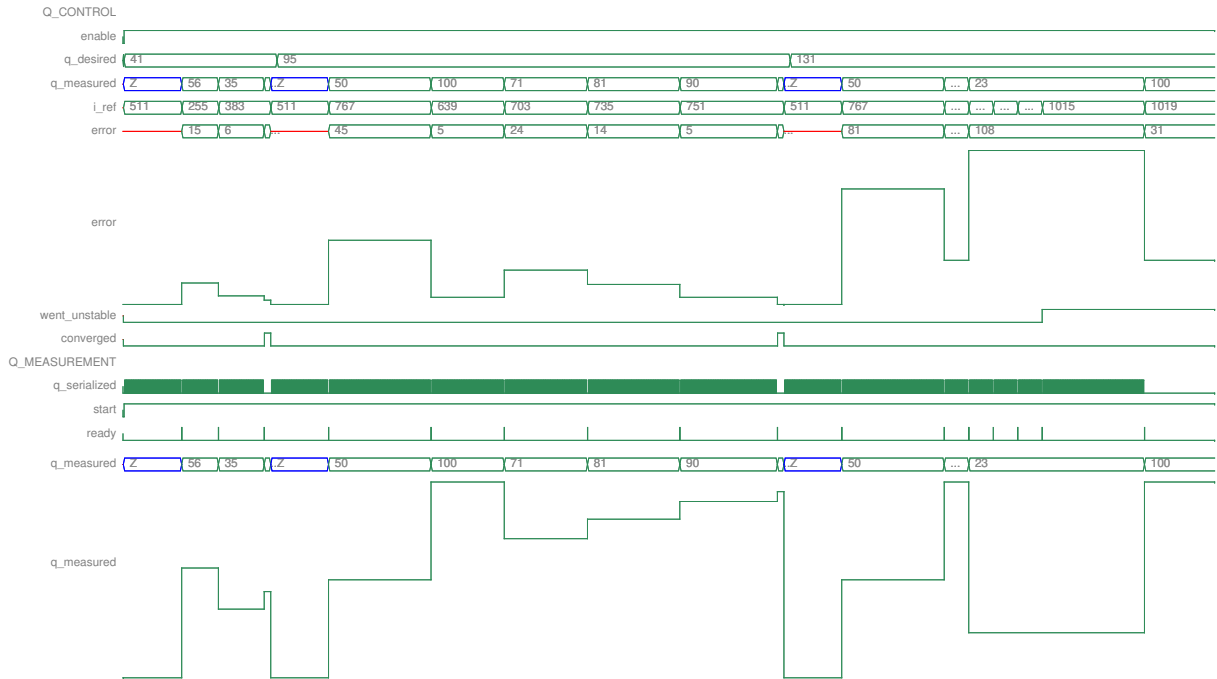 Q_CONTROL
enable
q_desired 41 95 131
q_measured Z 56 35 ..Z 50 100 71 81 90 ..Z 50 ... 23 100
i_ref 511 255 383 511 767 639 703 735 751 511 767 ... ... ... ... 1015 1019
error 15 6 ... 45 5 24 14 5 ... 81 ... 108 31
error
went_unstable
converged
Q_MEASUREMENT
q_serialized
start
ready
q_measured Z 56 35 ..Z 50 100 71 81 90 ..Z 50 ... 23 100
q_measured